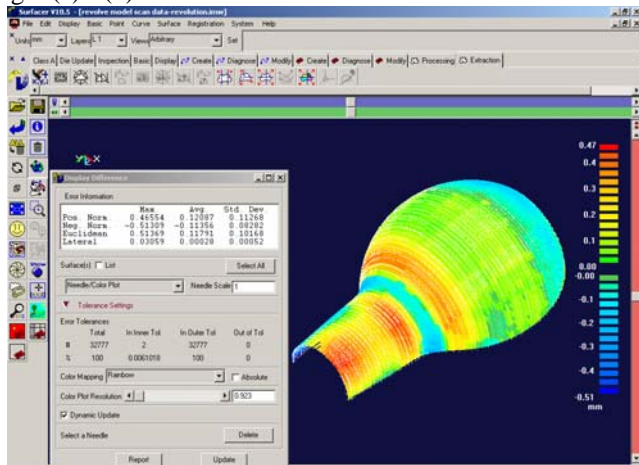 Surfacer V10.5 - [revolve model scan data-revolution.imw]
File Edit Display Basic Point Curve Surface Registration System Help
Units mm Layers L 1 Views Arbitrary Set
Class A Die Update Inspection Basic Display Create Diagnose Modify Create Diagnose Modify Processing Extraction
Display Difference
Error Information
Max Avg Std. Dev
Pos. Norm. 0.46554 0.12087 0.11268
Neg. Norm. -0.51309 -0.11356 0.08282
Euclidean 0.51369 0.11791 0.10168
Lateral 0.03059 0.00028 0.00052
Surface(s) List Select All
Needle/Color Plot Needle Scale 1
Tolerance Settings
Error Tolerances
Total In Inner Tol In Outer Tol Out of Tol
# 32777 2 32777 0
% 100 0.0061018 100 0
Color Mapping Rainbow Absolute
Color Plot Resolution 0.923
Dynamic Update
Select a Needle Delete
Report Update
0.47
0.4
0.3
0.2
0.1
0.00
-0.00
-0.1
-0.2
-0.3
-0.4
-0.51
mm